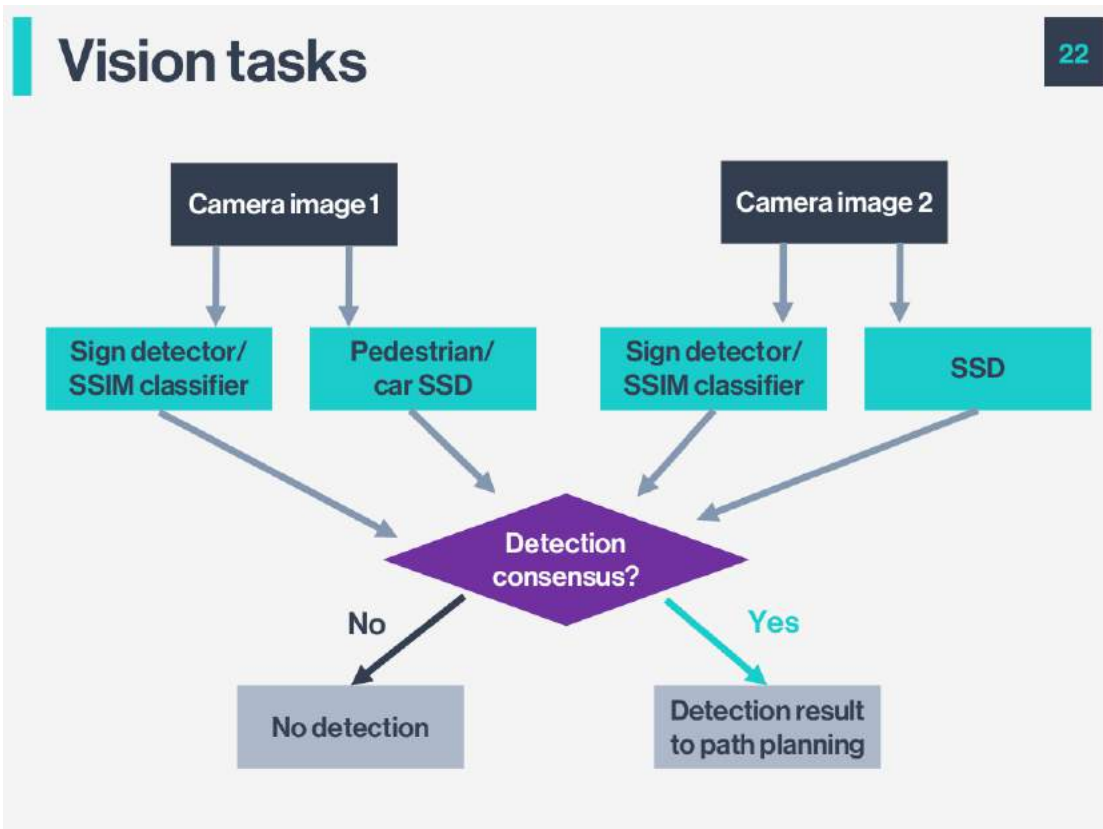 Vision tasks
22
Camera image 1
Camera image 2
Sign detector/
SSIM classifier
Pedestrian/
car SSD
Sign detector/
SSIM classifier
SSD
Detection
consensus?
No
Yes
No detection
Detection result
to path planning